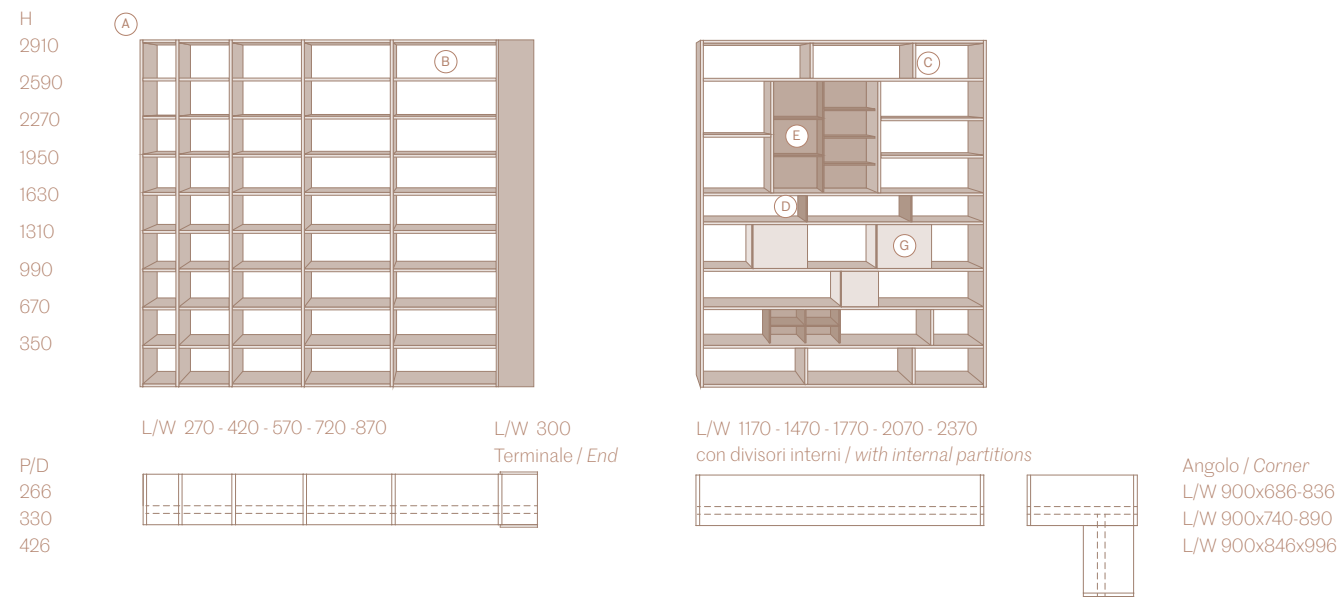 H
2910
2590
2270
1950
1630
1310
990
670
350
A
B
C
E
D
G
L/W 270 - 420 - 570 - 720 -870
L/W 300
Terminale / End
L/W 1170 - 1470 - 1770 - 2070 - 2370
con divisori interni / with internal partitions
P/D
266
330
426
Angolo / Corner
L/W 900x686-836
L/W 900x740-890
L/W 900x846x996